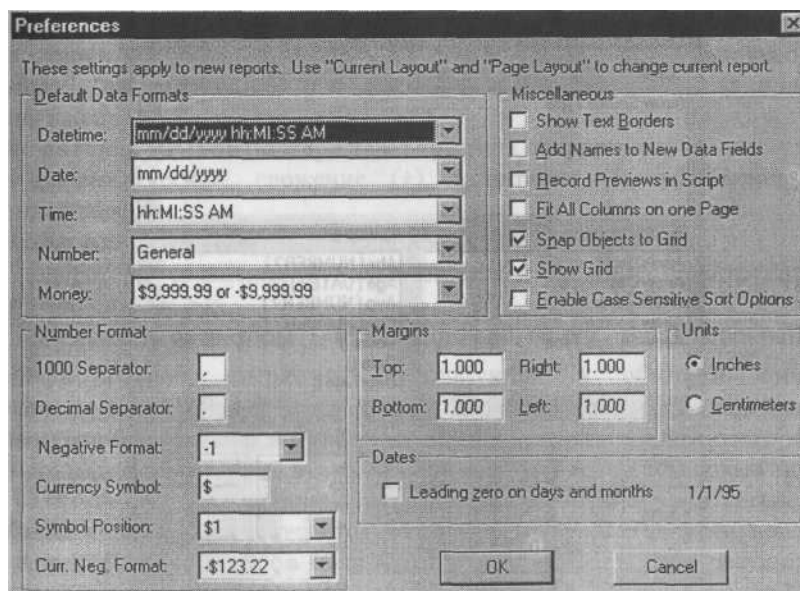 Preferences
These settings apply to new reports. Use "Current Layout" and "Page Layout" to change current report.
Default Data Formats
Datetime: mm/dd/yyyy hh:MI:SS AM
Date: mm/dd/yyyy
Time: hh:MI:SS AM
Number: General
Money: $9,999.99 or -$9,999.99
Miscellaneous
Show Text Borders
Add Names to New Data Fields
Record Previews in Script
Fit All Columns on one Page
Snap Objects to Grid
Show Grid
Enable Case Sensitive Sort Options
Number Format
1000 Separator: ,
Decimal Separator: .
Negative Format: -1
Currency Symbol: $
Symbol Position: $1
Curr. Neg. Format: -$123.22
Margins
Top: 1.000 Right: 1.000
Bottom: 1.000 Left: 1.000
Units
Inches
Centimeters
Dates
Leading zero on days and months 1/1/95
OK Cancel